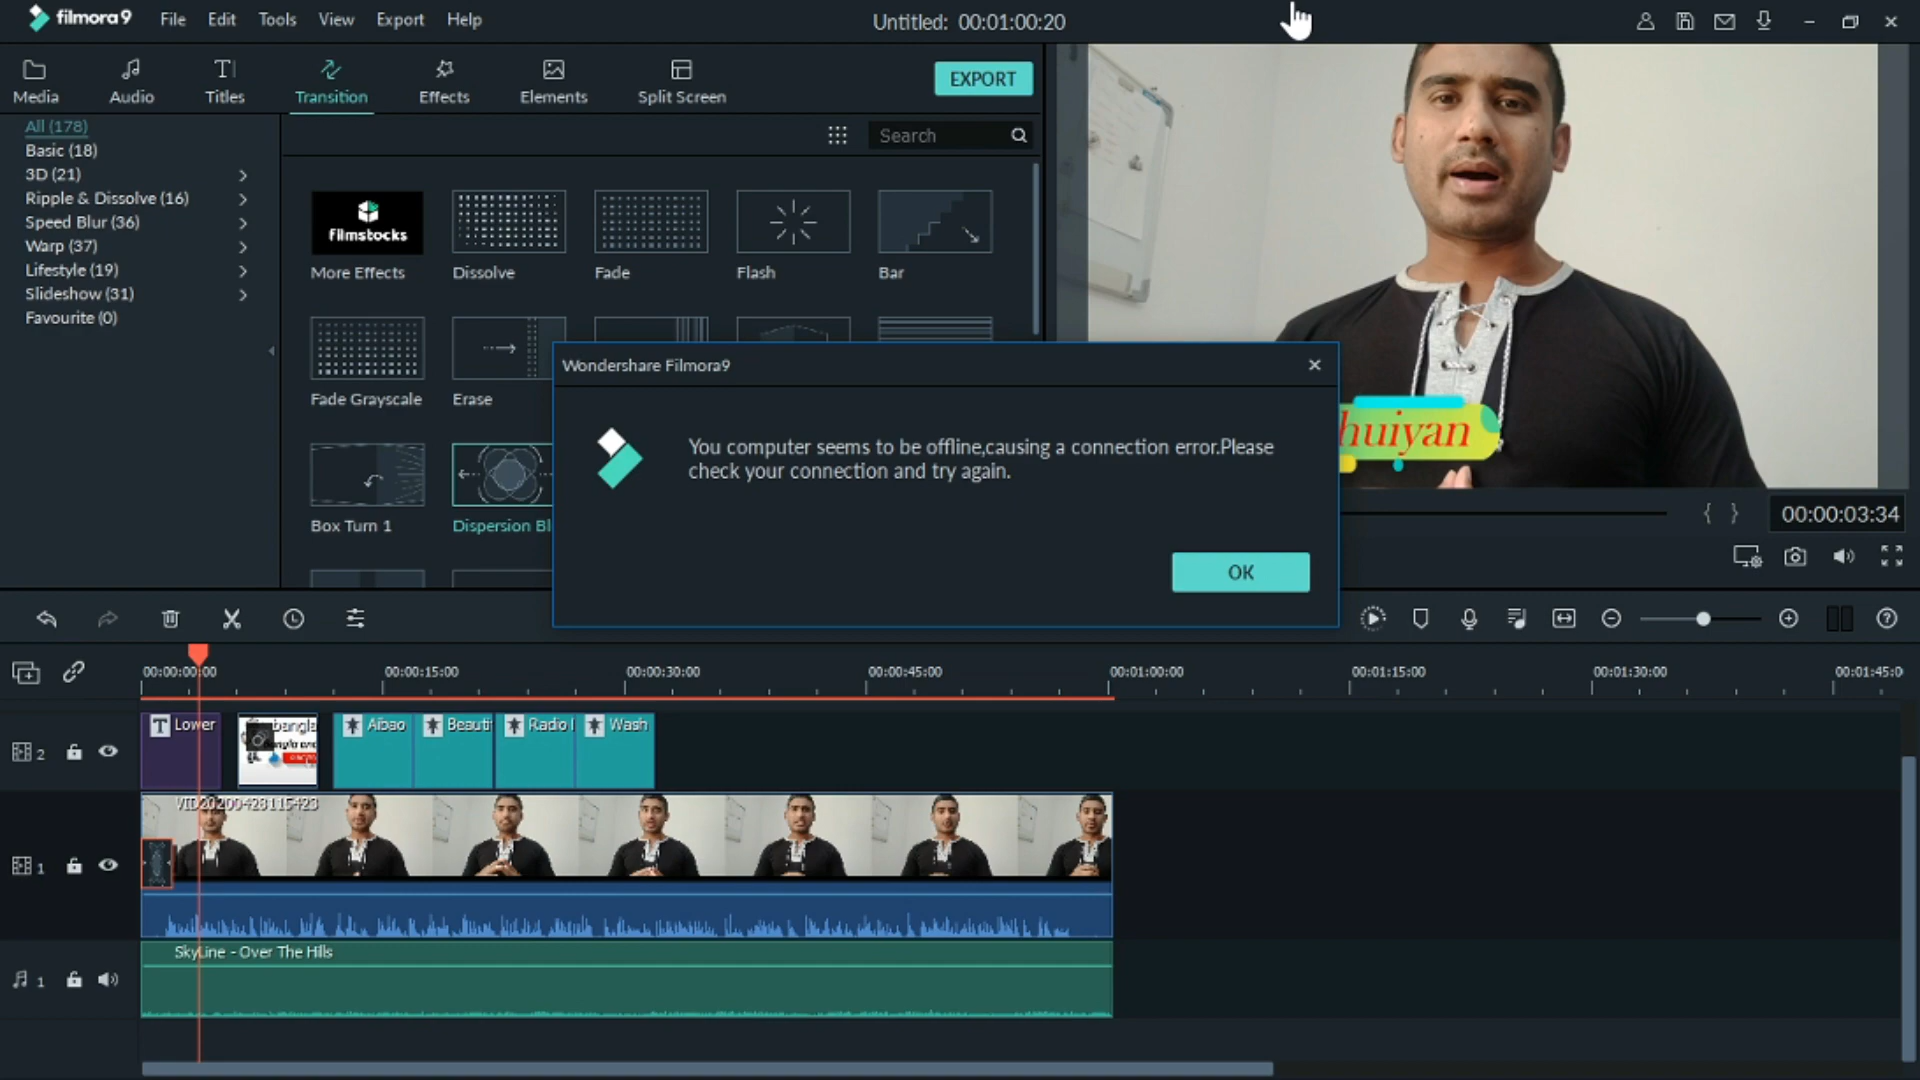 filmora9
File Edit Tools View Export Help
Untitled: 00:01:00:20
Media Audio Titles Transition Effects Elements Split Screen
EXPORT
All (178)
Basic (18)
3D (21)
Ripple & Dissolve (16)
Speed Blur (36)
Warp (37)
Lifestyle (19)
Slideshow (31)
Favourite (0)
Search
filmstocks
More Effects Dissolve Fade Flash Bar
Fade Grayscale Erase
Box Turn 1 Dispersion Bl
Wondershare Filmora9
You computer seems to be offline,causing a connection error.Please
check your connection and try again.
OK
huiyan
00:00:03:34
00:00:00:00 00:00:15:00 00:00:30:00 00:00:45:00 00:01:00:00 00:01:15:00 00:01:30:00 00:01:45:0
2
T Lower bangla Aibao Beauti Radio Wash
VID20200423115423
1
SkyLine - Over The Hills
1